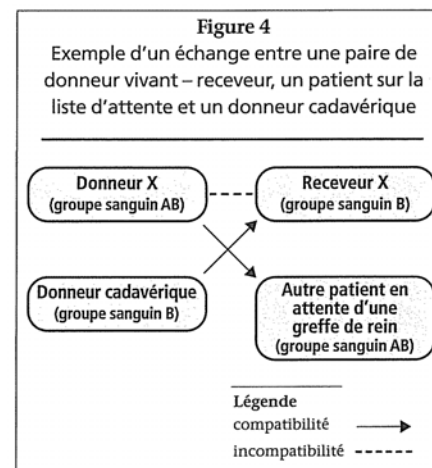 Figure 4
Exemple d'un échange entre une paire de
donneur vivant – receveur, un patient sur la
liste d'attente et un donneur cadavérique
Donneur X
(groupe sanguin AB)
Receveur X
(groupe sanguin B)
Donneur cadavérique
(groupe sanguin B)
Autre patient en
attente d'une
greffe de rein
(groupe sanguin AB)
Légende
compatibilité
incompatibilité